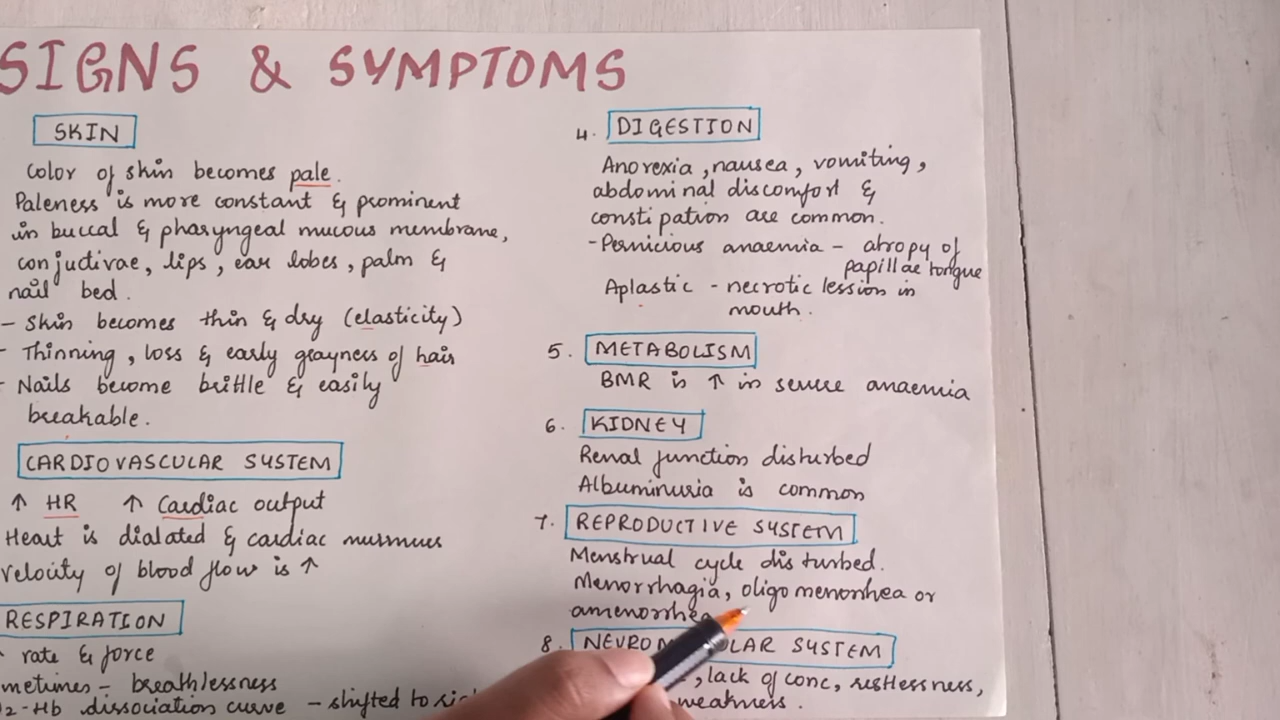 SIGNS & SYMPTOMS
SKIN
Color of skin becomes pale.
Paleness is more constant & prominent
in buccal & pharyngeal mucous membrane,
conjuctivae, lips, ear lobes, palm &
nail bed.
- Skin becomes thin & dry (elasticity)
- Thinning, loss & early grayness of hair
- Nails become brittle & easily
breakable.
CARDIOVASCULAR SYSTEM
↑ HR ↑ Cardiac output
Heart is dialated & cardiac murmurs
velocity of blood flow is ↑
RESPIRATION
rate & force
metimes - breathlessness
2-Hb dissociation curve - shifted to
4. DIGESTION
Anorexia, nausea, vomiting,
abdominal discomfort &
constipation are common.
- Pernicious anaemia - atropy of
papillae tongue
Aplastic - necrotic lession in
mouth.
5. METABOLISM
BMR is ↑ in severe anaemia
6. KIDNEY
Renal function disturbed
Albuminuria is common
7. REPRODUCTIVE SYSTEM
Menstrual cycle disturbed.
Menorrhagia, oligomenorrhea or
amenorrhea
8. SYSTEM
, lack of conc, restlessness,
weakness.